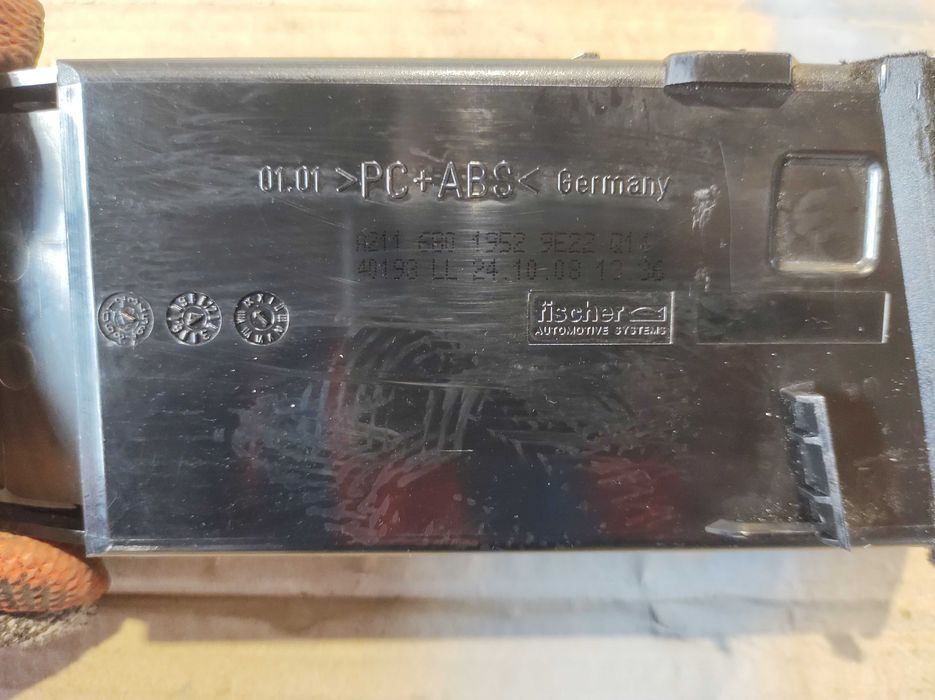 01.01 >PC+ABS< Germany
A211 680 1952 9E22 Q14
40193 LL 24.10.08 13:36
fischer
AUTOMOTIVE SYSTEMS